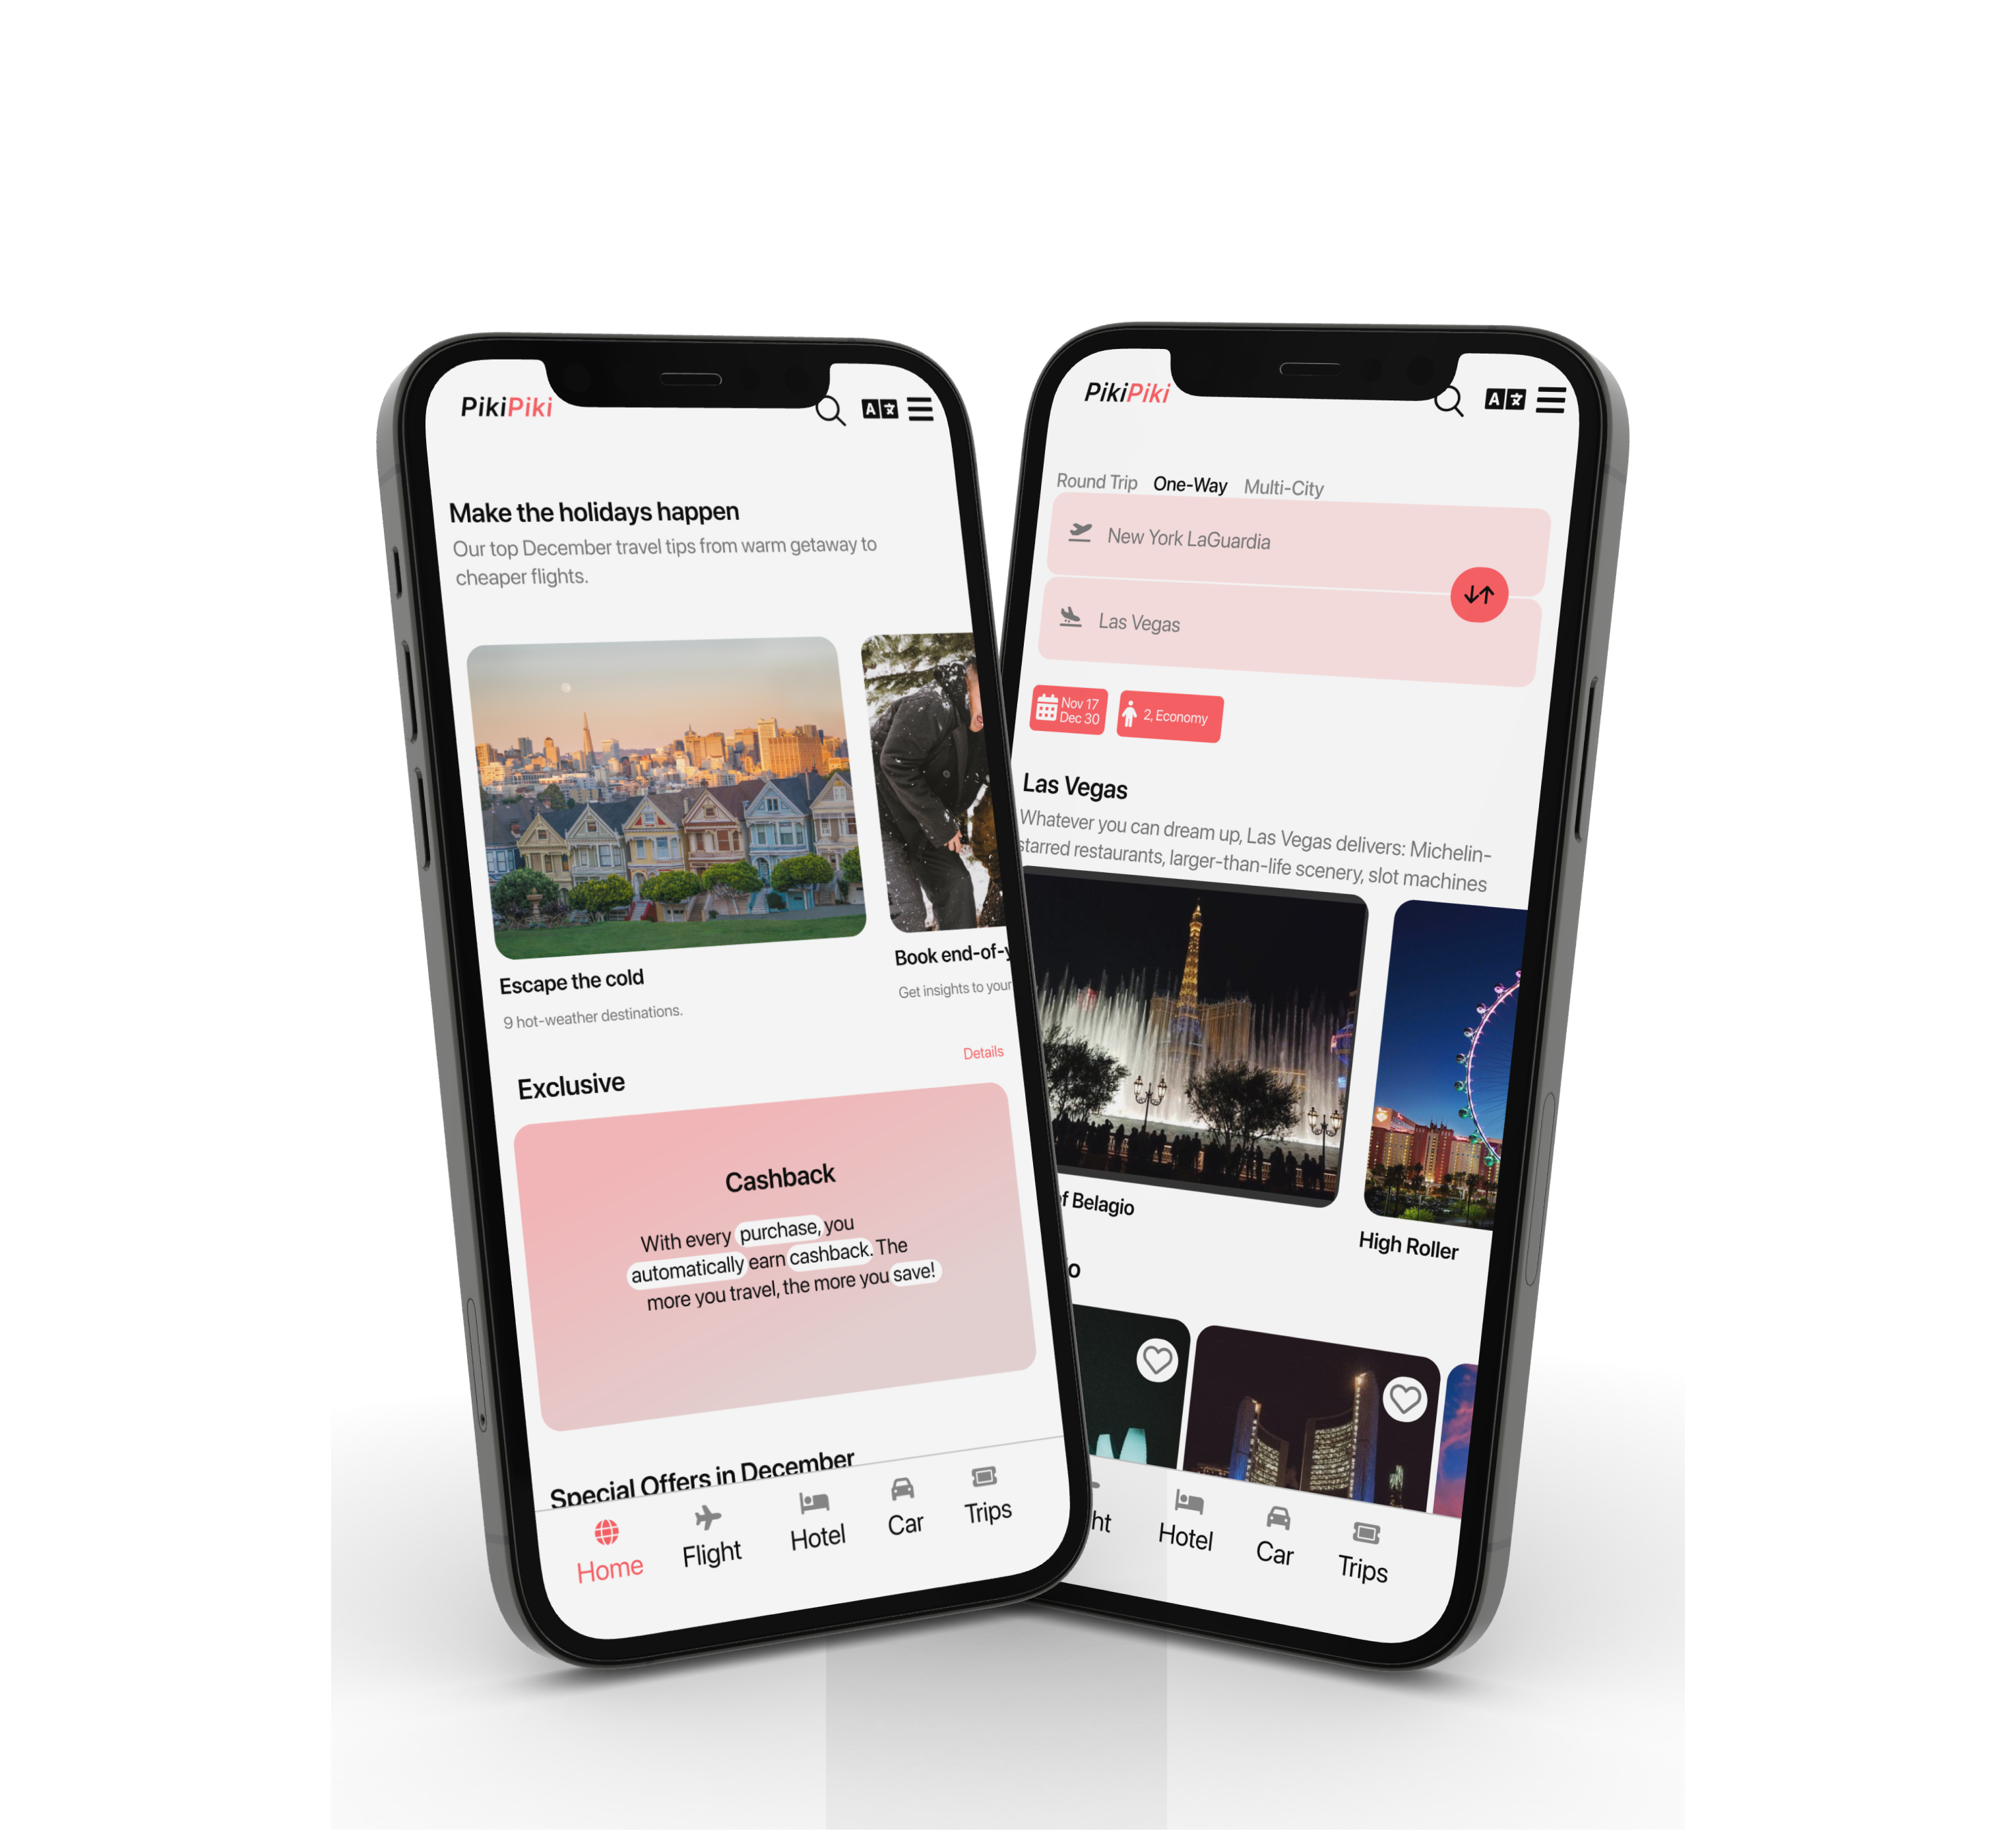 PikiPiki
Make the holidays happen
Our top December travel tips from warm getaway to
cheaper flights.
Escape the cold
9 hot-weather destinations.
Book end-of-y
Get insights to your
Exclusive
Details
Cashback
With every purchase, you
automatically earn cashback. The
more you travel, the more you save!
Special Offers in December
Home
Flight
Hotel
Car
Trips
PikiPiki
Round Trip One-Way Multi-City
New York LaGuardia
Las Vegas
Nov 17
Dec 30
2, Economy
Las Vegas
Whatever you can dream up, Las Vegas delivers: Michelin-
starred restaurants, larger-than-life scenery, slot machines
of Belagio
High Roller
o
ht
Hotel
Car
Trips